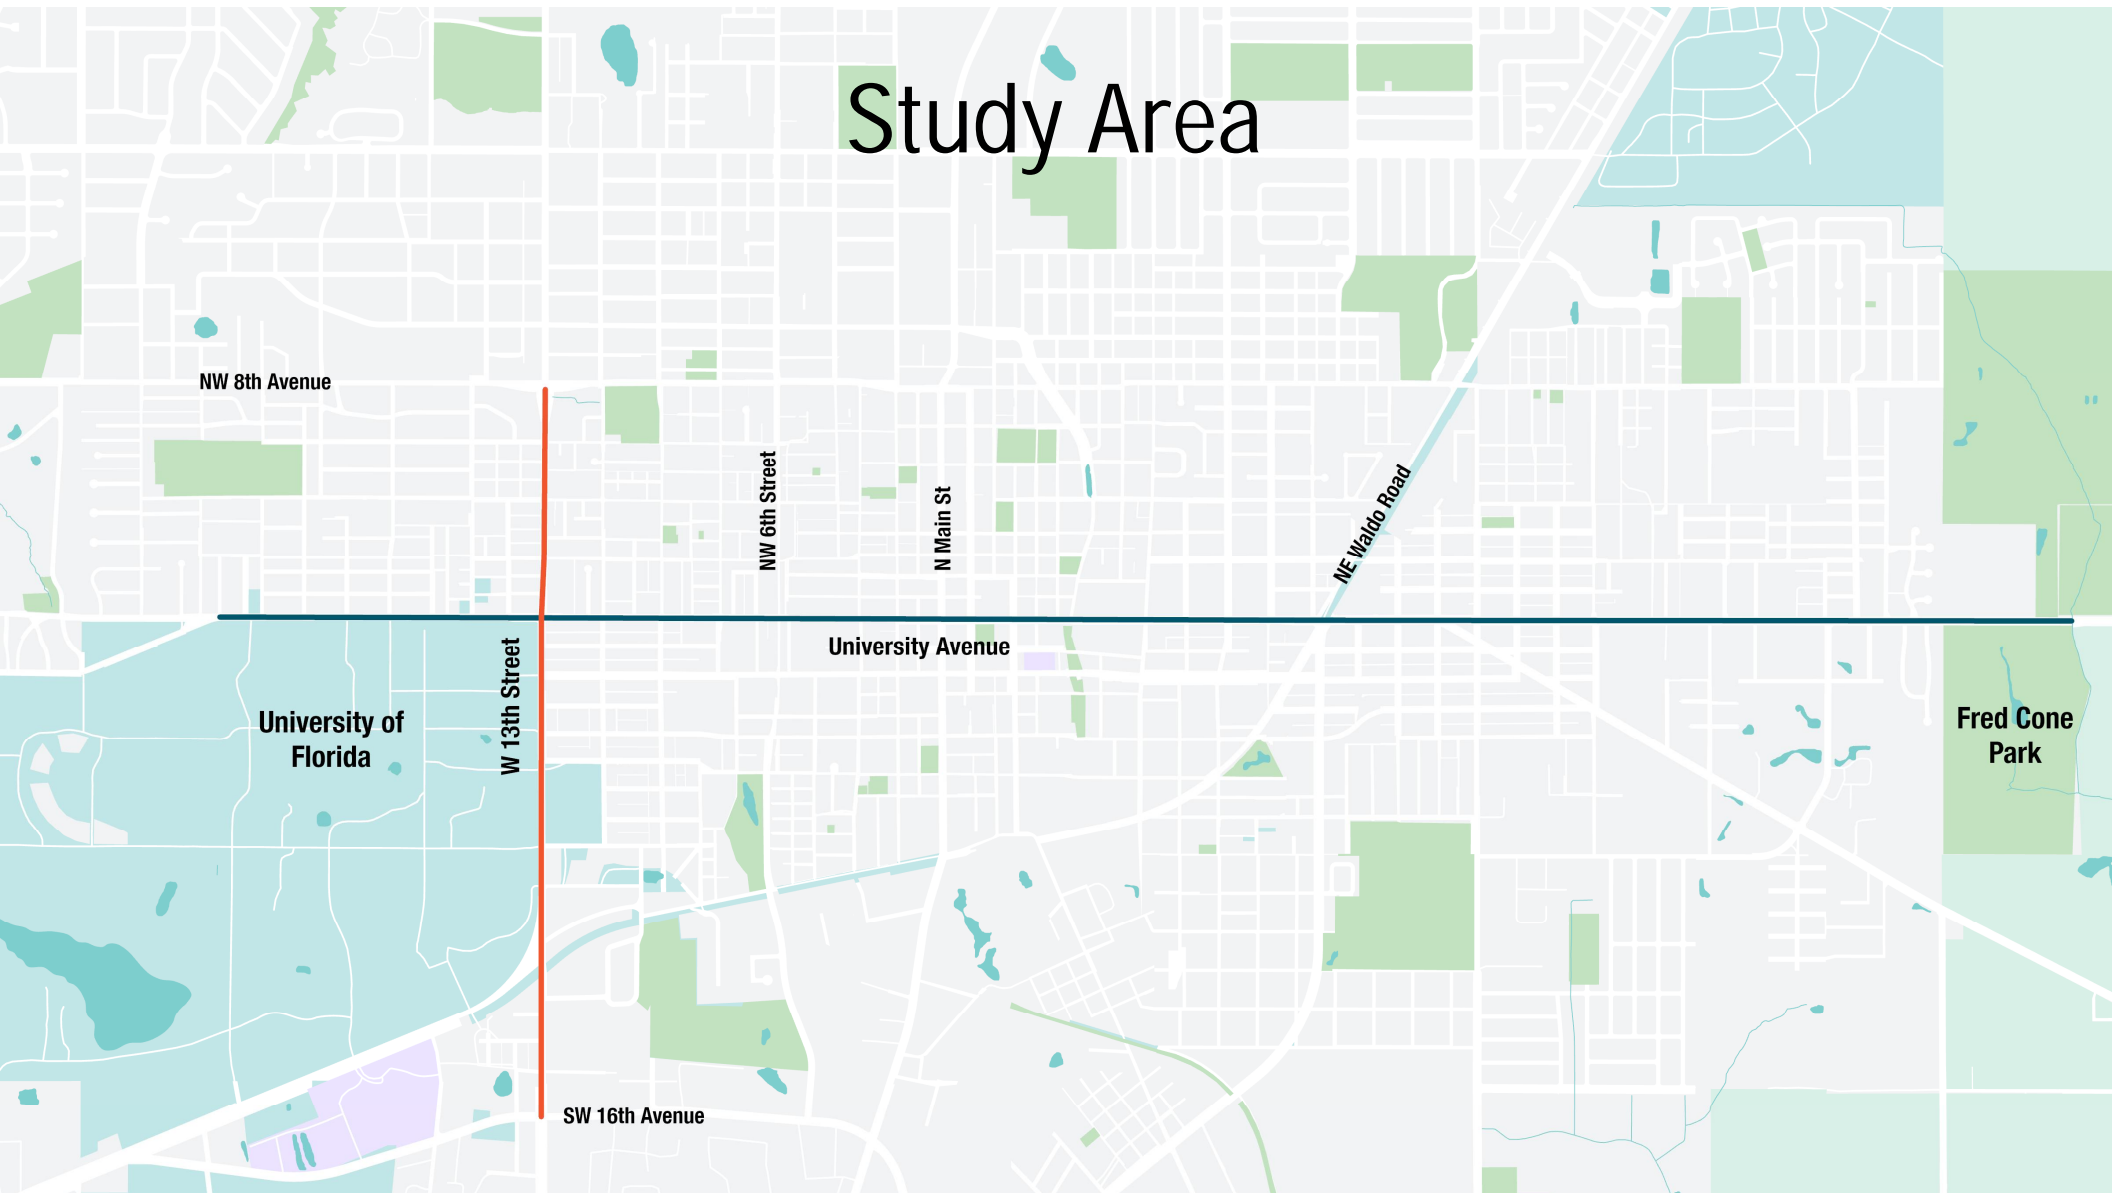 Study Area
NW 8th Avenue
NW 6th Street
N Main St
NE Waldo Road
University Avenue
W 13th Street
University of
Florida
Fred Cone
Park
SW 16th Avenue